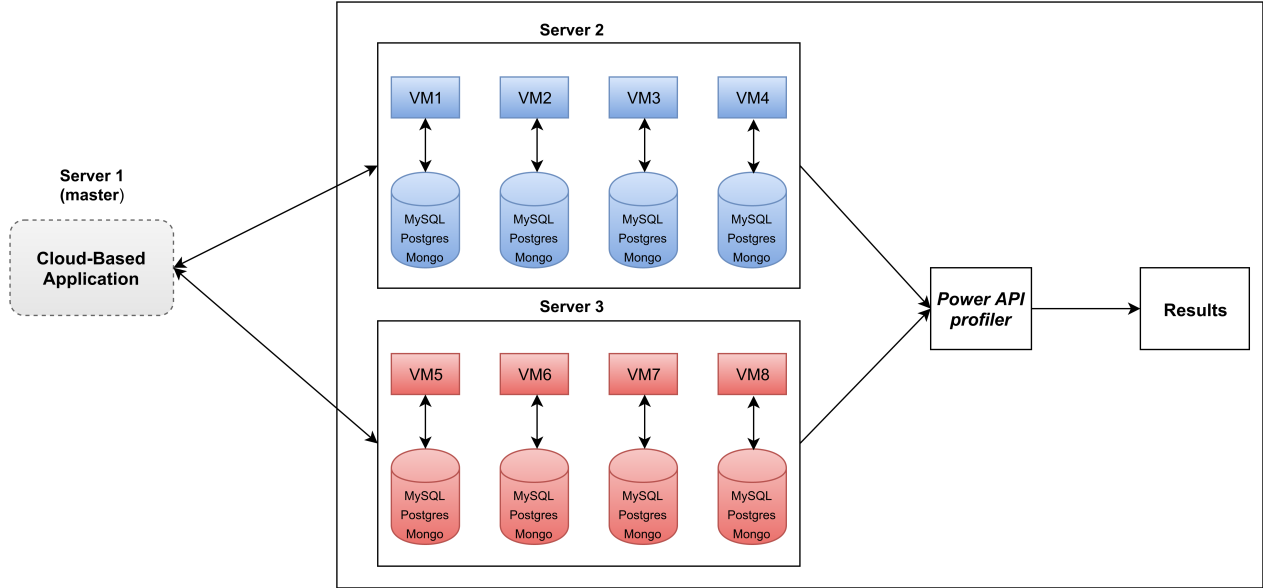 Server 1
(master)
Cloud-Based
Application
Server 2
VM1
VM2
VM3
VM4
MySQL
Postgres
Mongo
MySQL
Postgres
Mongo
MySQL
Postgres
Mongo
MySQL
Postgres
Mongo
Server 3
VM5
VM6
VM7
VM8
MySQL
Postgres
Mongo
MySQL
Postgres
Mongo
MySQL
Postgres
Mongo
MySQL
Postgres
Mongo
Power API
profiler
Results